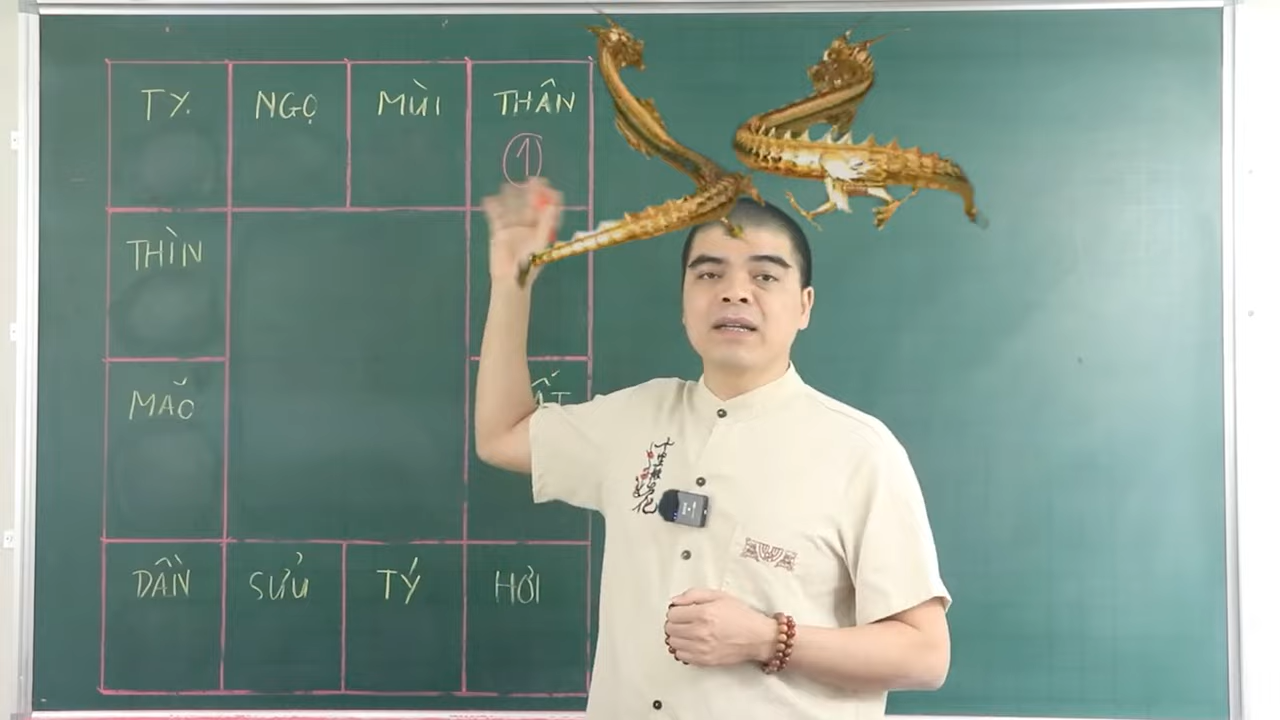 TỴ. NGỌ MÙI THÂN
1
THÌN
MÃO
DẦN SỬU TÝ HỢI